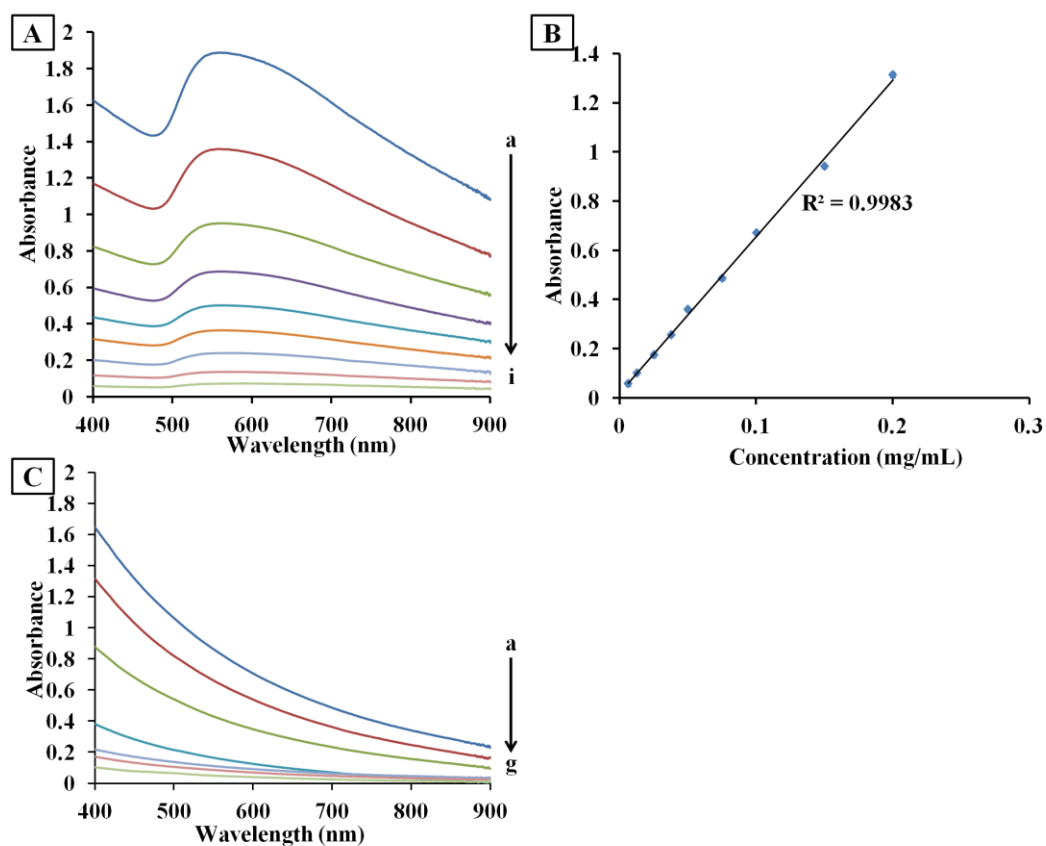 A
2
1.8
1.6
1.4
1.2
1
0.8
0.6
0.4
0.2
0
Absorbance
400 500 600 700 800 900
Wavelength (nm)
a
i
B
1.4
1.2
1
0.8
0.6
0.4
0.2
0
Absorbance
R² = 0.9983
0 0.1 0.2 0.3
Concentration (mg/mL)
C
2
1.8
1.6
1.4
1.2
1
0.8
0.6
0.4
0.2
0
Absorbance
400 500 600 700 800 900
Wavelength (nm)
a
g